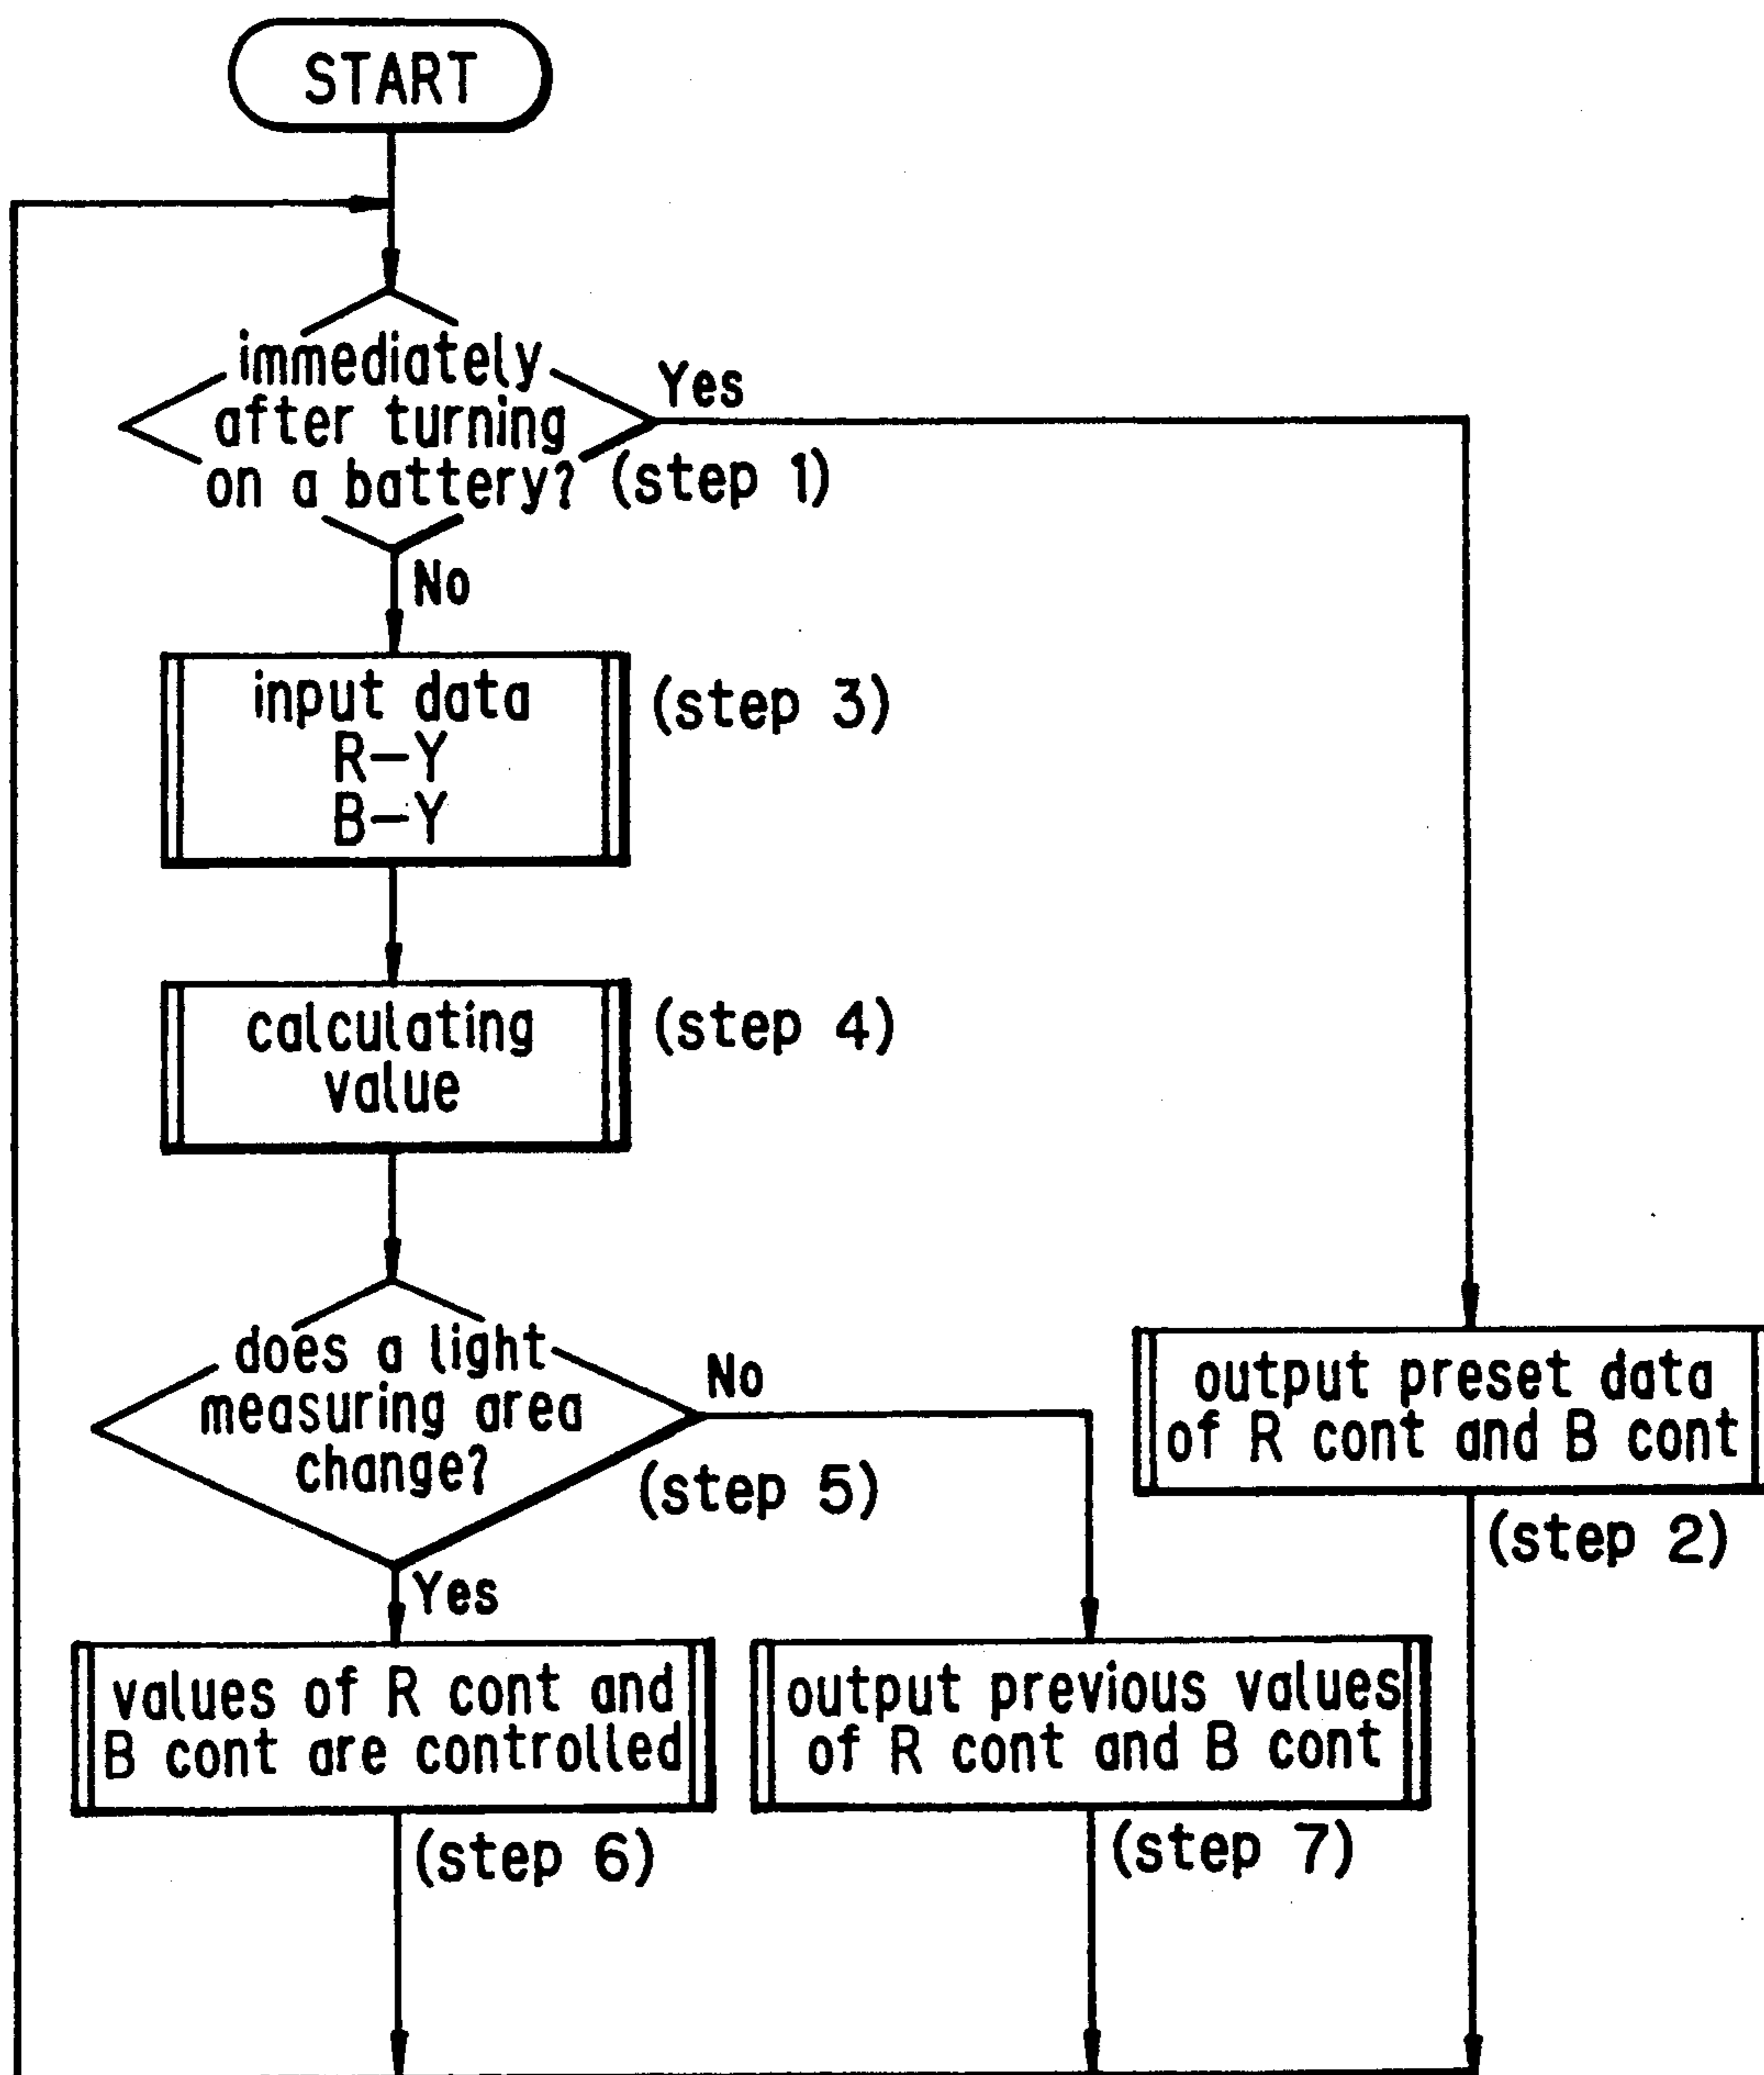 START
immediately
after turning
on a battery?
Yes
(step 1)
No
input data
R-Y
B-Y
(step 3)
calculating
value
(step 4)
does a light
measuring area
change?
No
(step 5)
Yes
output preset data
of R cont and B cont
(step 2)
values of R cont and
B cont are controlled
(step 6)
output previous values
of R cont and B cont
(step 7)